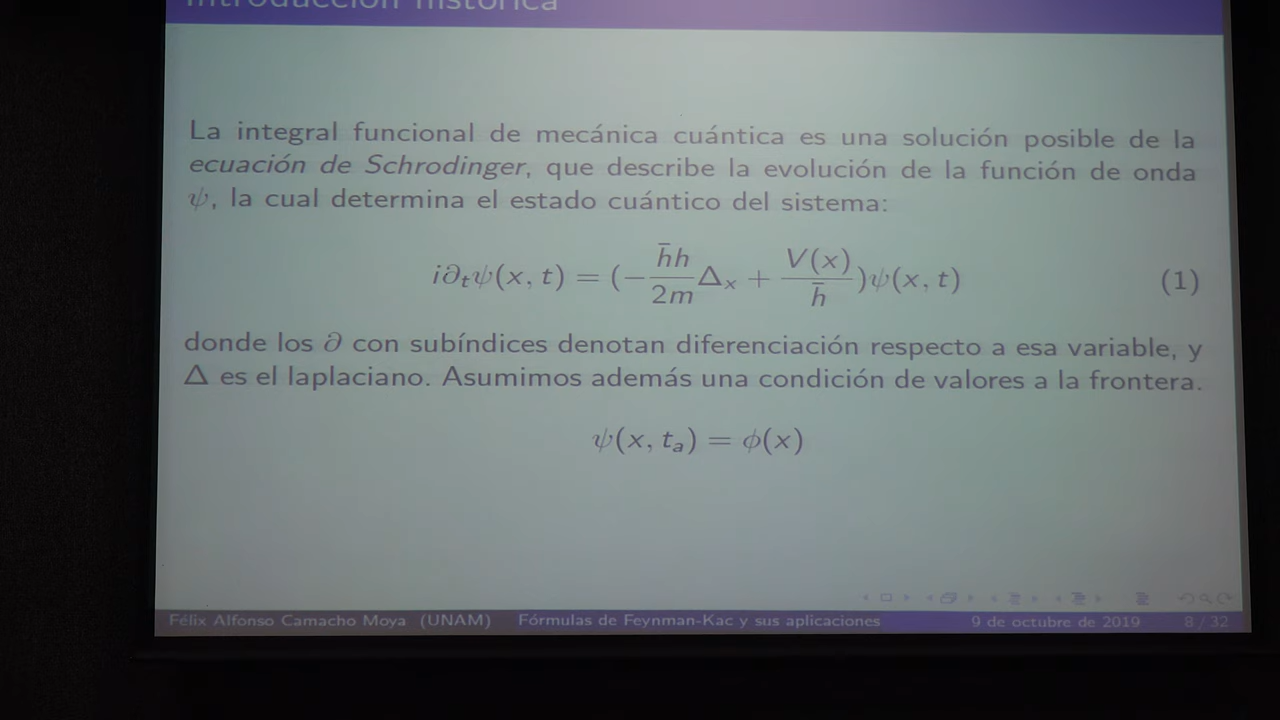 Introducción histórica
La integral funcional de mecánica cuántica es una solución posible de la
ecuación de Schrodinger, que describe la evolución de la función de onda
ψ, la cual determina el estado cuántico del sistema:
i∂ₜψ(x, t) = (−h̄h/2m Δₓ + V(x)/h̄)ψ(x, t) (1)
donde los ∂ con subíndices denotan diferenciación respecto a esa variable, y
Δ es el laplaciano. Asumimos además una condición de valores a la frontera.
ψ(x, tₐ) = ϕ(x)
Félix Alfonso Camacho Moya (UNAM) Fórmulas de Feynman-Kac y sus aplicaciones 9 de octubre de 2019 8 / 32